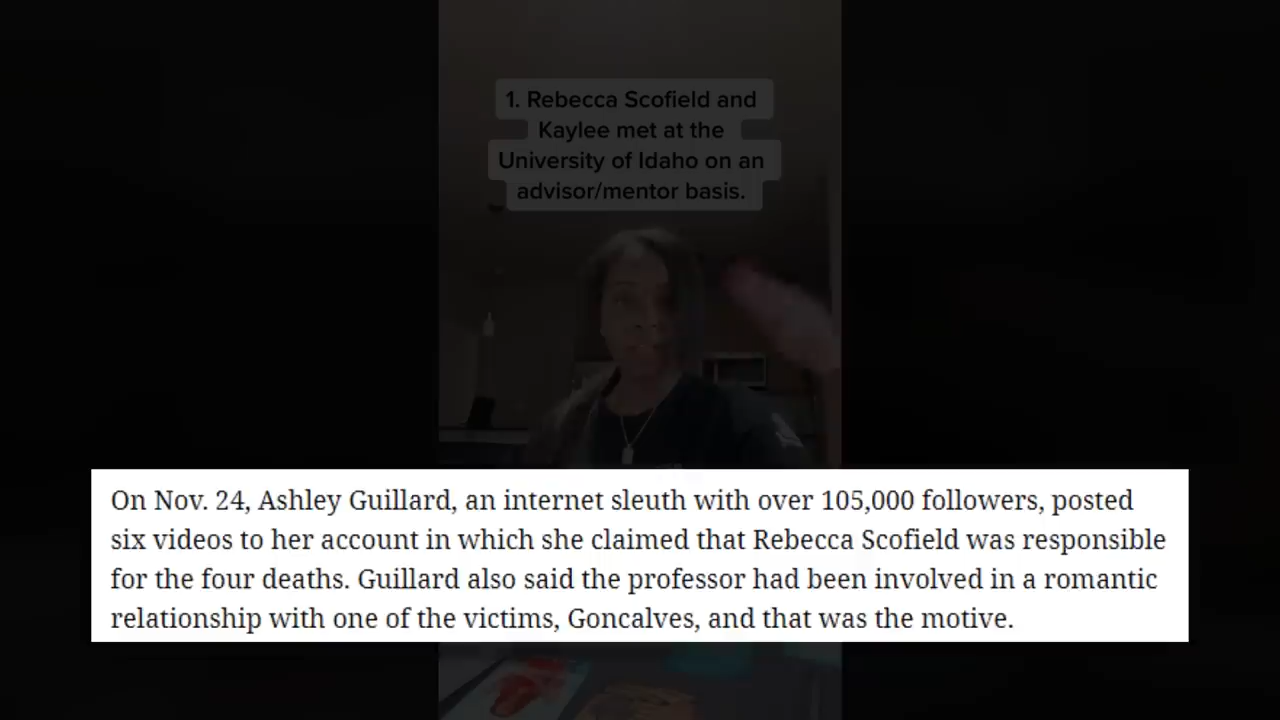 1. Rebecca Scofield and
Kaylee met at the
University of Idaho on an
advisor/mentor basis.
On Nov. 24, Ashley Guillard, an internet sleuth with over 105,000 followers, posted
six videos to her account in which she claimed that Rebecca Scofield was responsible
for the four deaths. Guillard also said the professor had been involved in a romantic
relationship with one of the victims, Goncalves, and that was the motive.